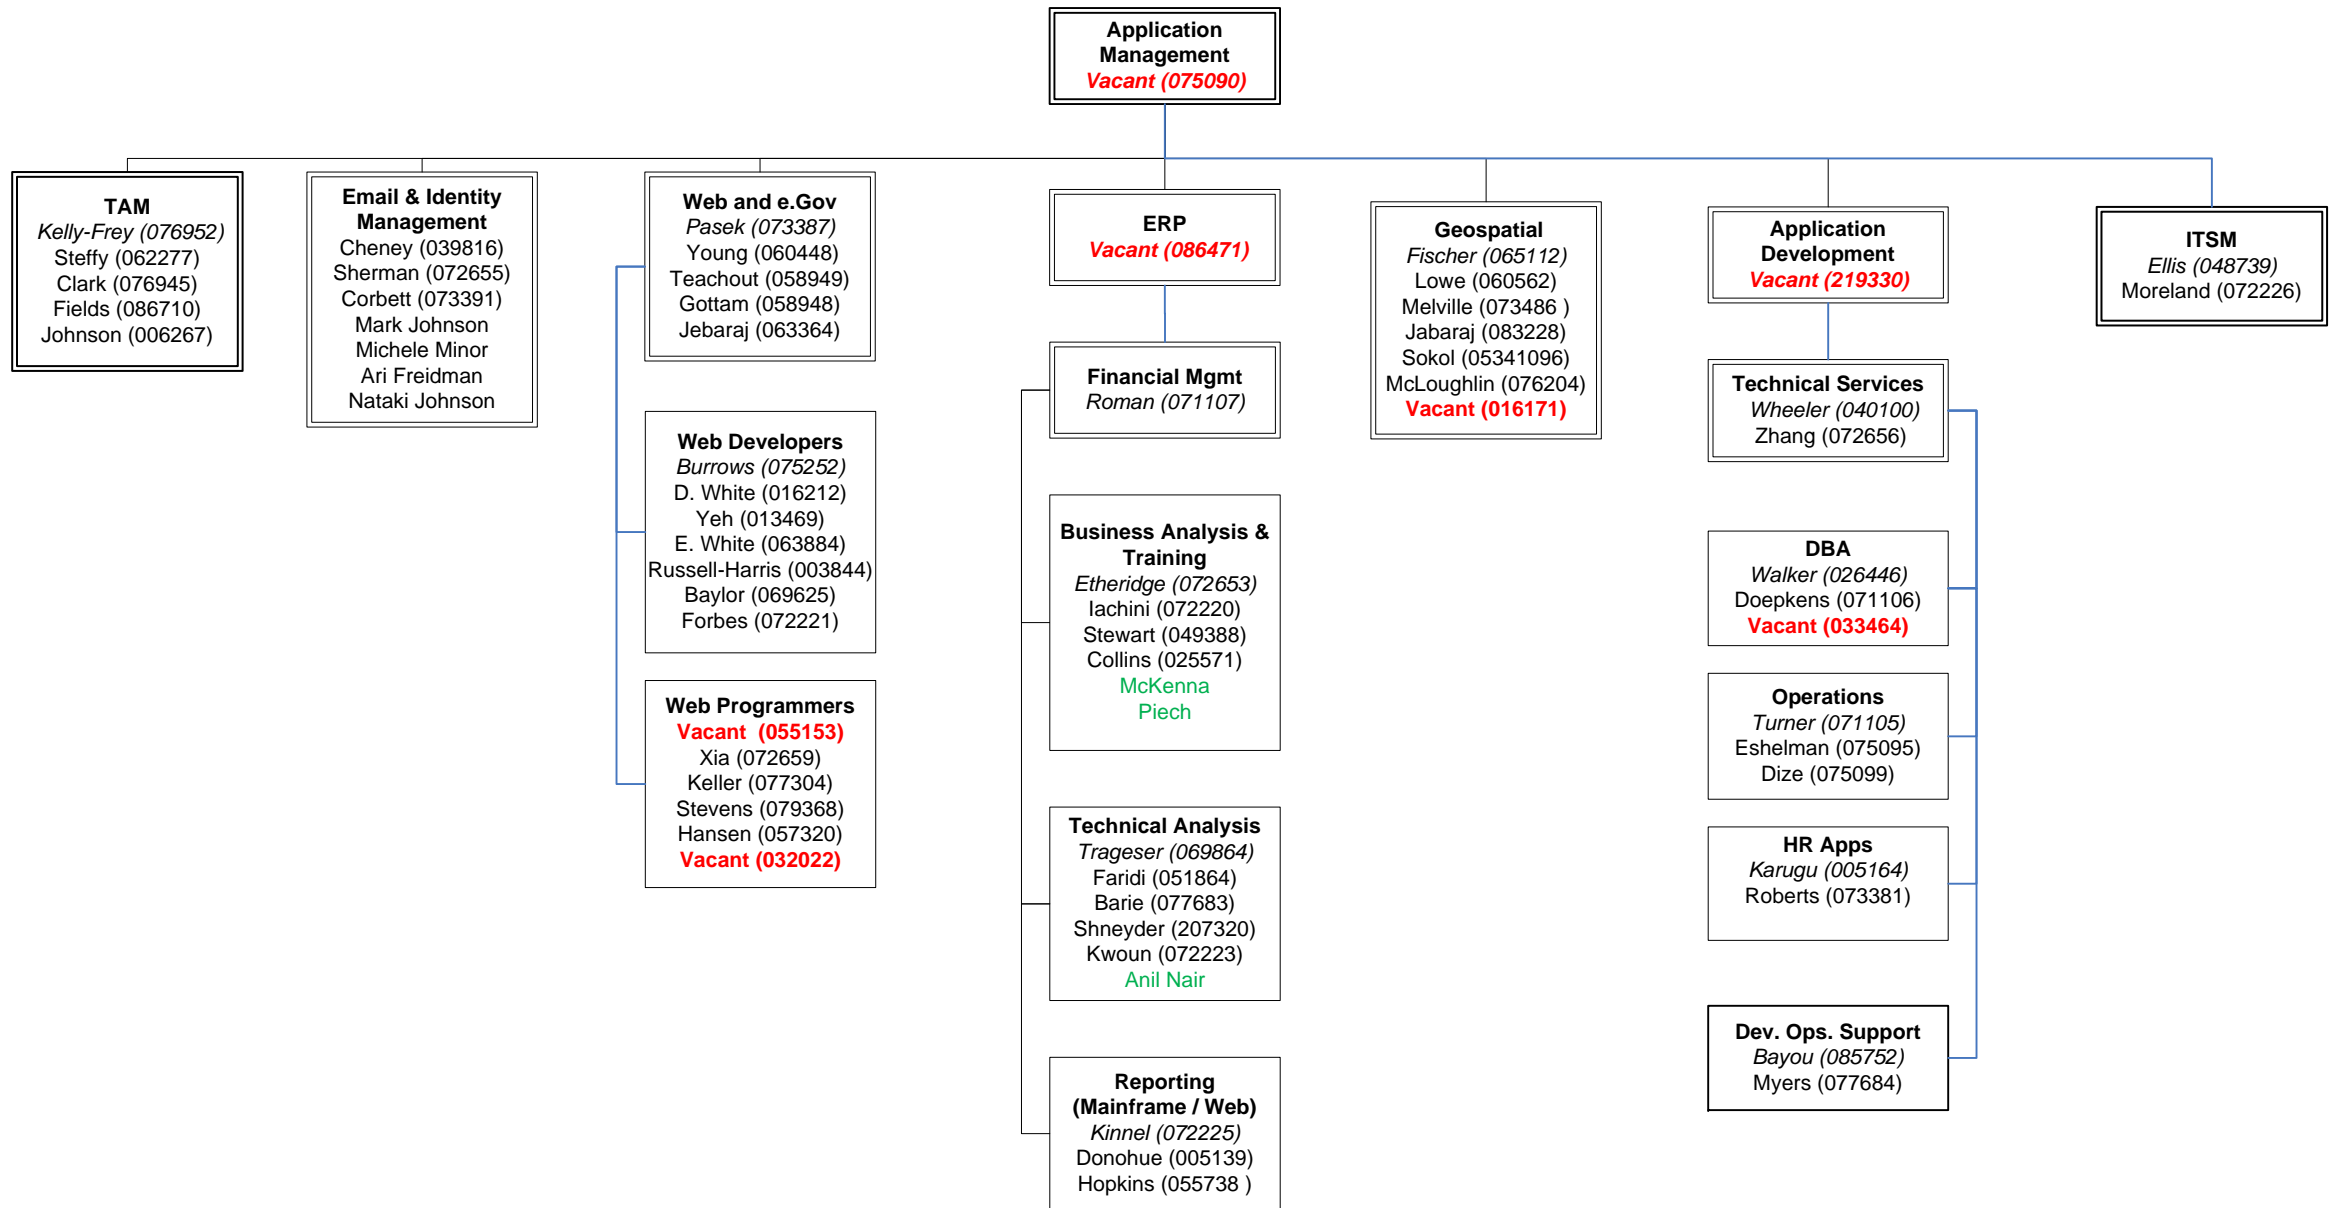 Application
Management
Vacant (075090)
TAM
Kelly-Frey (076952)
Steffy (062277)
Clark (076945)
Fields (086710)
Johnson (006267)
Email & Identity
Management
Cheney (039816)
Sherman (072655)
Corbett (073391)
Mark Johnson
Michele Minor
Ari Freidman
Nataki Johnson
Web and e.Gov
Pasek (073387)
Young (060448)
Teachout (058949)
Gottam (058948)
Jebaraj (063364)
Web Developers
Burrows (075252)
D. White (016212)
Yeh (013469)
E. White (063884)
Russell-Harris (003844)
Baylor (069625)
Forbes (072221)
Web Programmers
Vacant  (055153)
Xia (072659)
Keller (077304)
Stevens (079368)
Hansen (057320)
Vacant (032022)
ERP
Vacant (086471)
Financial Mgmt
Roman (071107)
Business Analysis &
Training
Etheridge (072653)
Iachini (072220)
Stewart (049388)
Collins (025571)
McKenna
Piech
Technical Analysis
Trageser (069864)
Faridi (051864)
Barie (077683)
Shneyder (207320)
Kwoun (072223)
Anil Nair
Reporting
(Mainframe / Web)
Kinnel (072225)
Donohue (005139)
Hopkins (055738 )
Geospatial
Fischer (065112)
Lowe (060562)
Melville (073486 )
Jabaraj (083228)
Sokol (05341096)
McLoughlin (076204)
Vacant (016171)
Application
Development
Vacant (219330)
Technical Services
Wheeler (040100)
Zhang (072656)
DBA
Walker (026446)
Doepkens (071106)
Vacant (033464)
Operations
Turner (071105)
Eshelman (075095)
Dize (075099)
HR Apps
Karugu (005164)
Roberts (073381)
Dev. Ops. Support
Bayou (085752)
Myers (077684)
ITSM
Ellis (048739)
Moreland (072226)